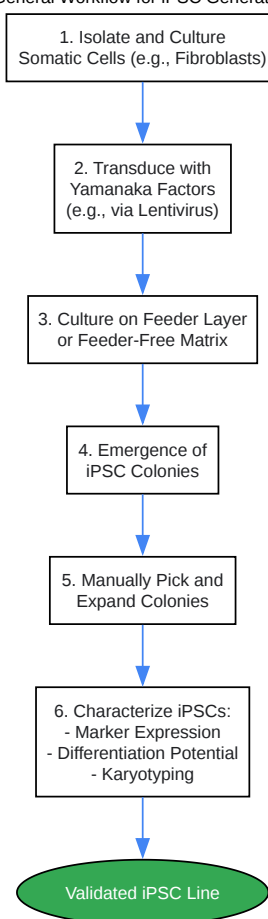 General Workflow for iPSC Generat
1. Isolate and Culture
Somatic Cells (e.g., Fibroblasts)
2. Transduce with
Yamanaka Factors
(e.g., via Lentivirus)
3. Culture on Feeder Layer
or Feeder-Free Matrix
4. Emergence of
iPSC Colonies
5. Manually Pick and
Expand Colonies
6. Characterize iPSCs:
- Marker Expression
- Differentiation Potential
- Karyotyping
Validated iPSC Line